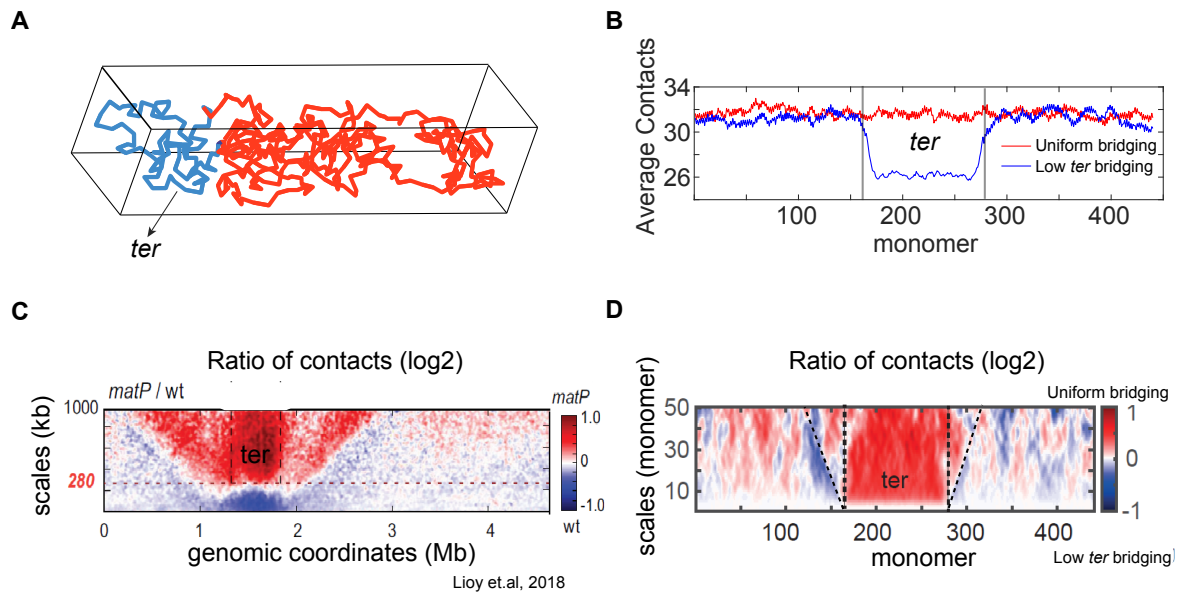 A
ter
B
Average Contacts
34
30
26
ter
Uniform bridging
Low ter bridging
100
200
300
400
monomer
C
Ratio of contacts (log2)
matP / wt
scales (kb)
1000
280
ter
0
1
2
3
4
genomic coordinates (Mb)
matP
1.0
0.0
-1.0
wt
Lioy et.al, 2018
D
Ratio of contacts (log2)
scales (monomer)
50
30
10
ter
100
200
300
400
monomer
Uniform bridging
1
0
-1
Low ter bridging